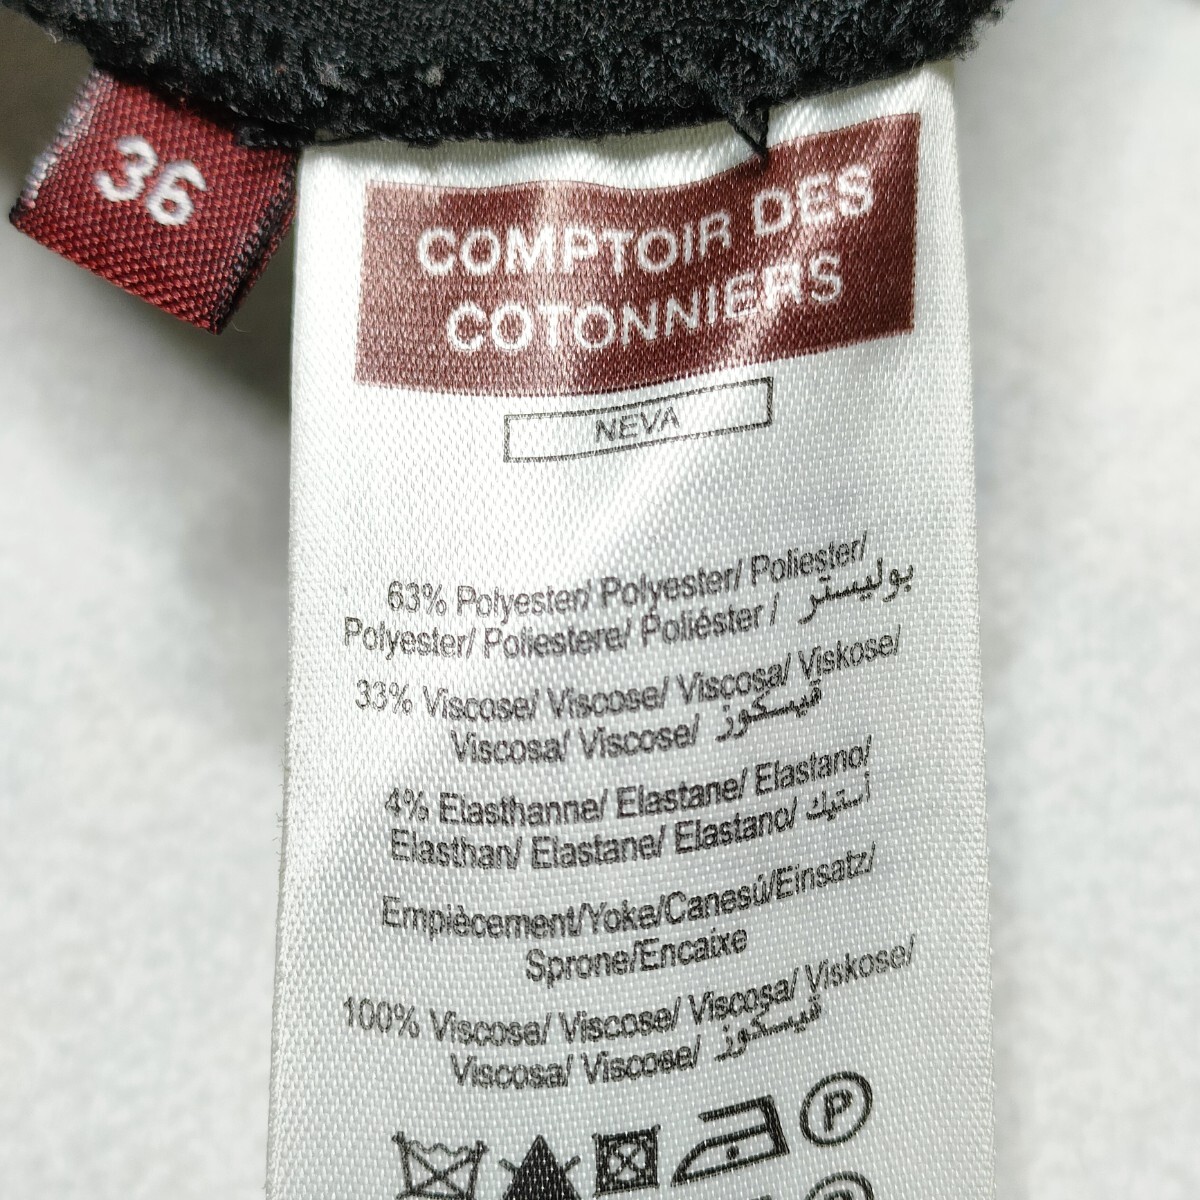 36
COMPTOIR DES
COTONNIERS
NEVA
63% Polyester/ Polyester/ Poliester/
Polyester/ Poliestere/ Poliéster / بوليستر
33% Viscose/ Viscose/ Viscosa/ Viskose/
Viscosa/ Viscose/ ڤيسكوز
4% Elasthanne/ Elastane/ Elastano/
Elasthan/ Elastane/ Elastano/ أستيك
Empiècement/Yoke/Canesú/Einsatz/
Sprone/Encaixe
100% Viscose/ Viscose/ Viscosa/ Viskose/
Viscosa/ Viscose/ ڤيسكوز
P